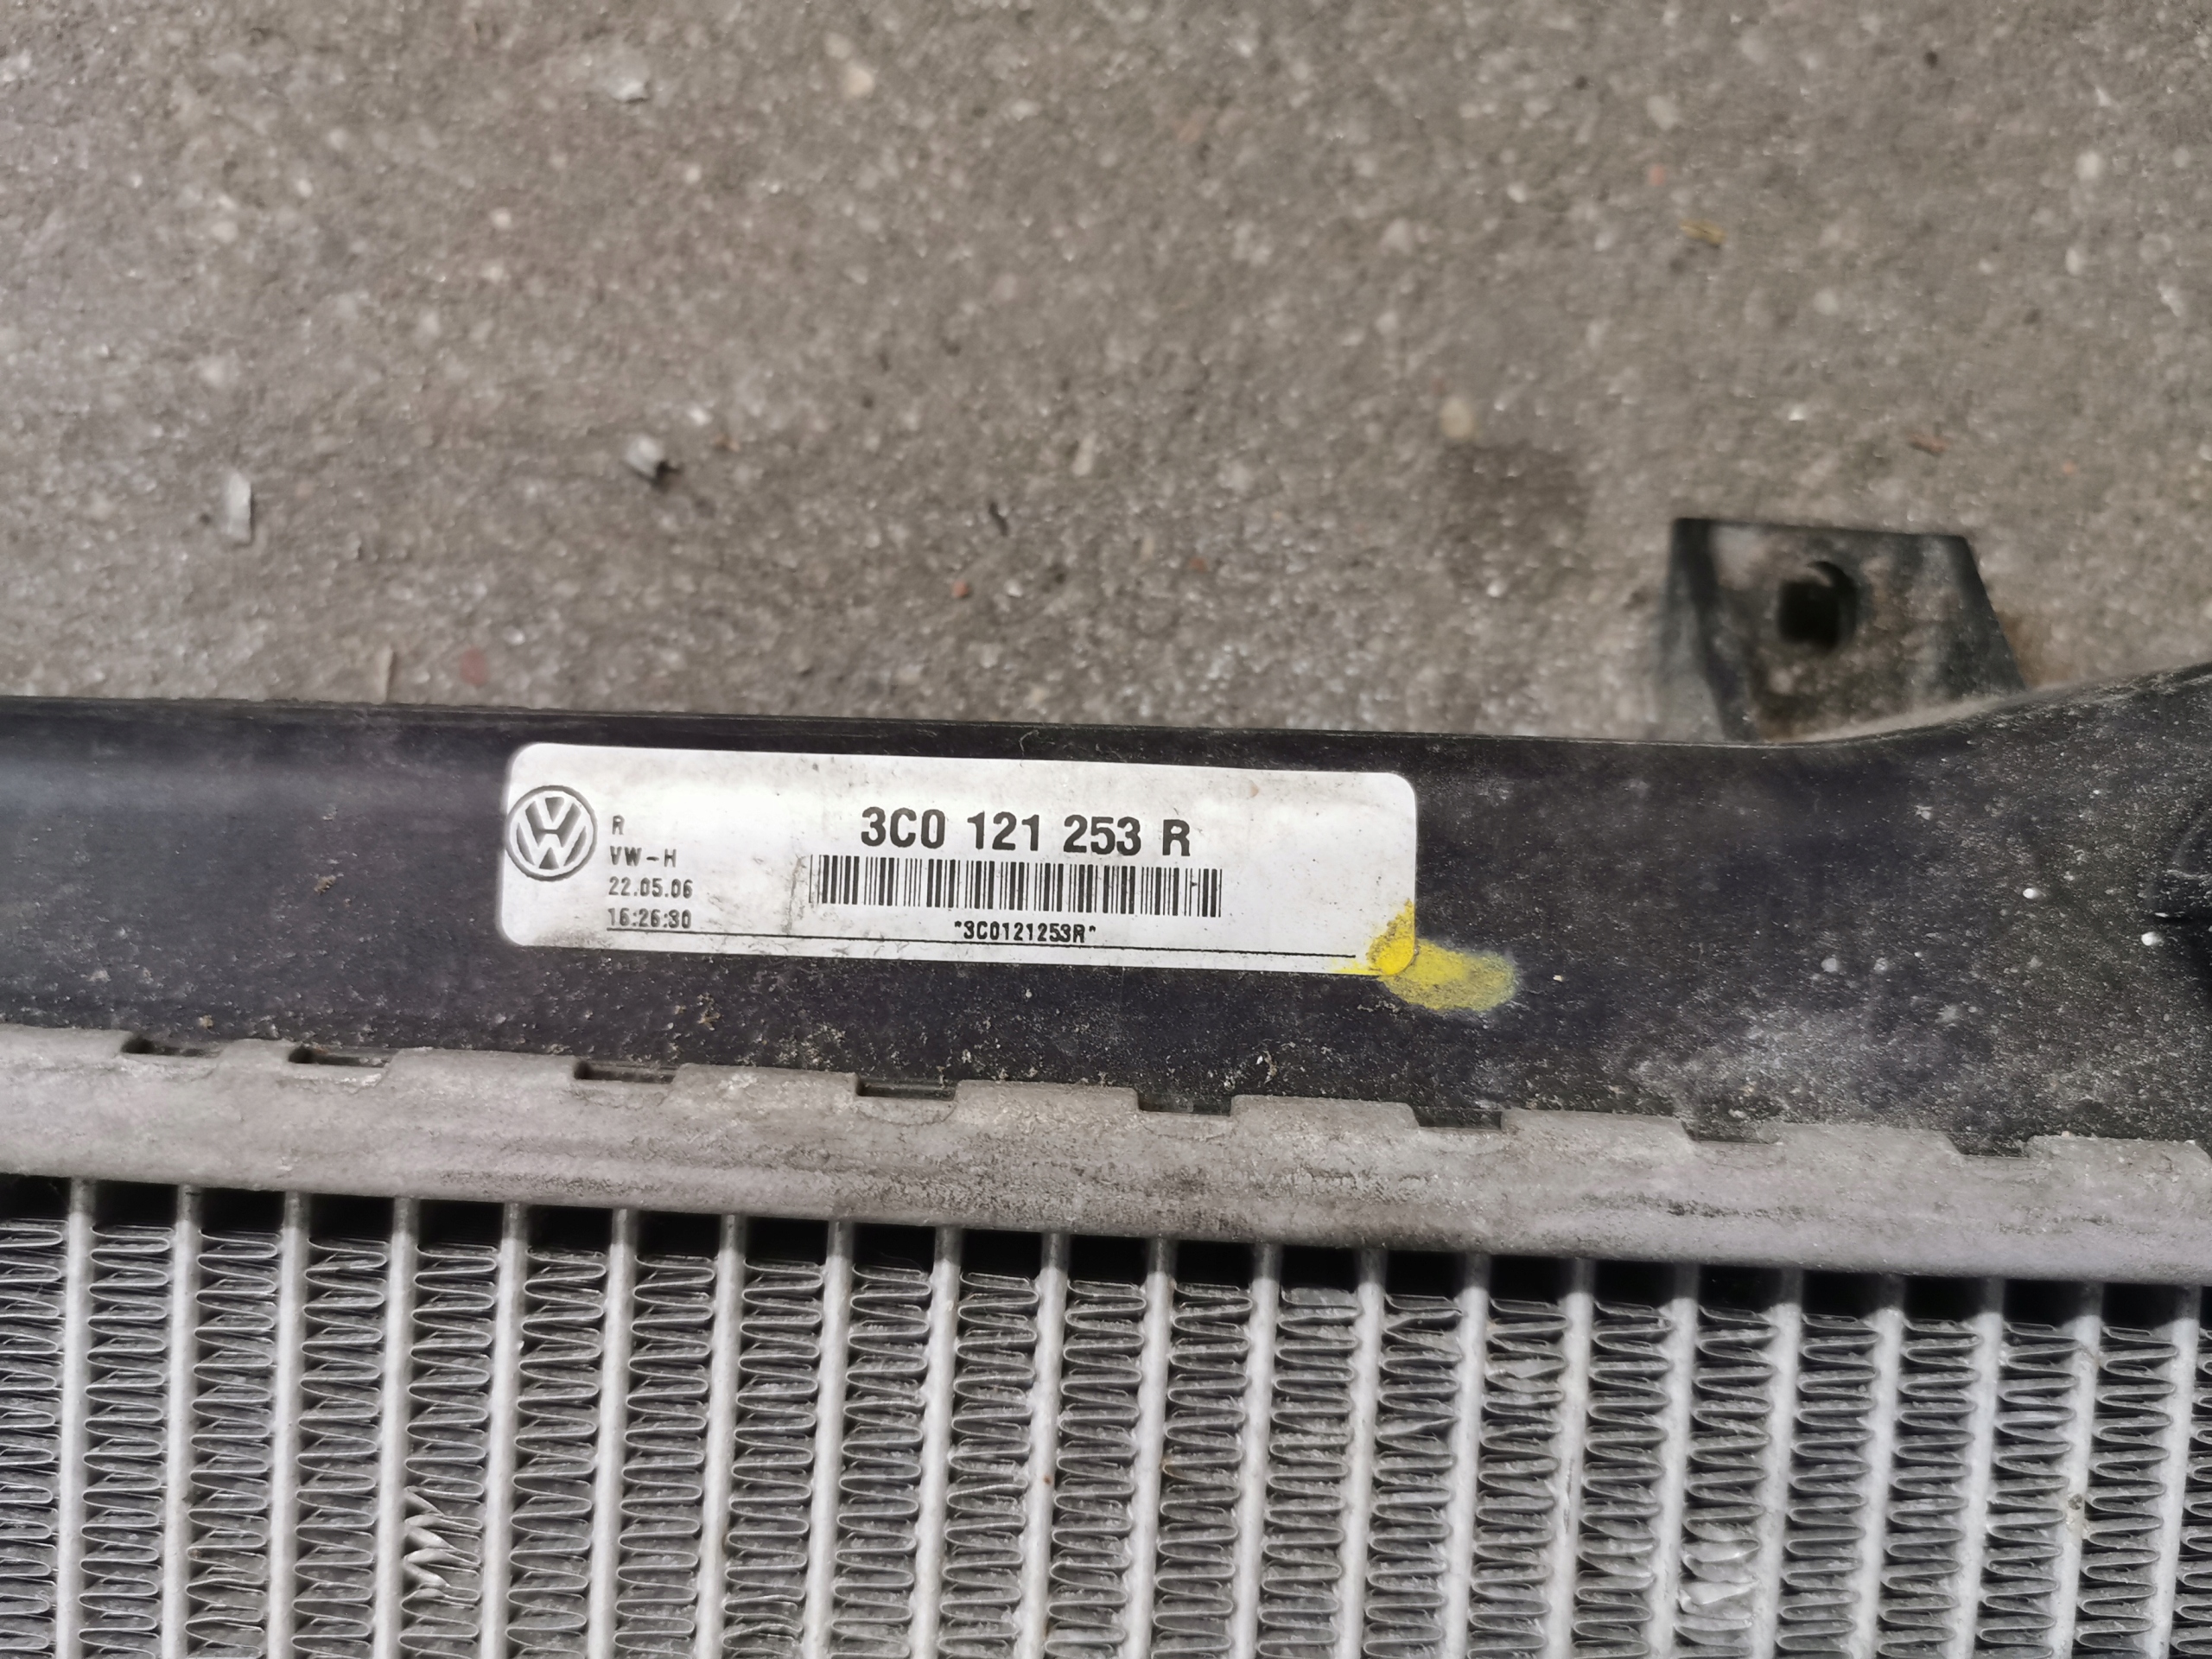 R
VW-H
22.05.06
16:26:30
3C0 121 253 R
*3C0121253R*